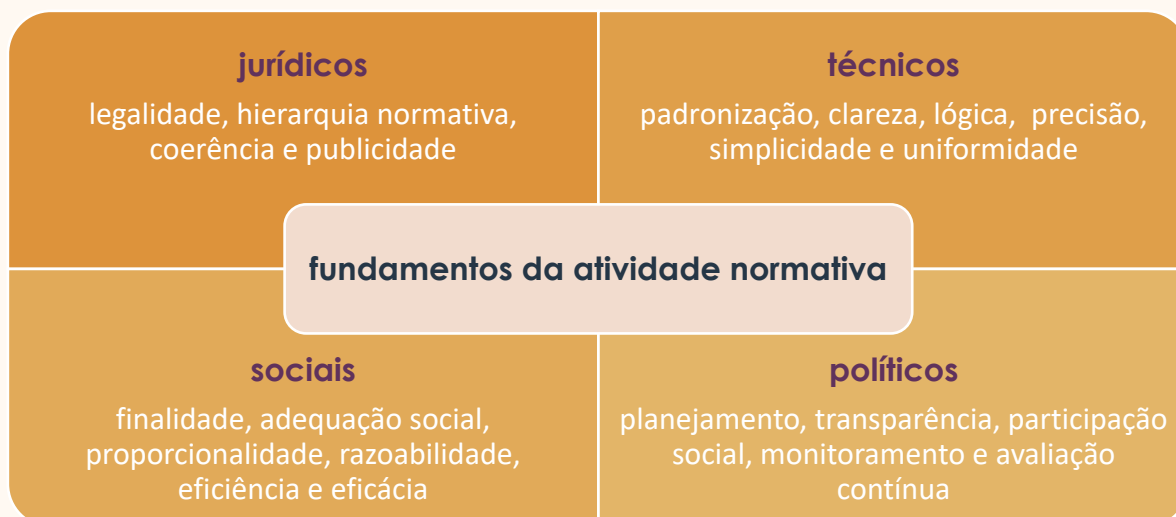 jurídicos
legalidade, hierarquia normativa,
coerência e publicidade
técnicos
padronização, clareza, lógica, precisão,
simplicidade e uniformidade
fundamentos da atividade normativa
sociais
finalidade, adequação social,
proporcionalidade, razoabilidade,
eficiência e eficácia
políticos
planejamento, transparência, participação
social, monitoramento e avaliação
contínua